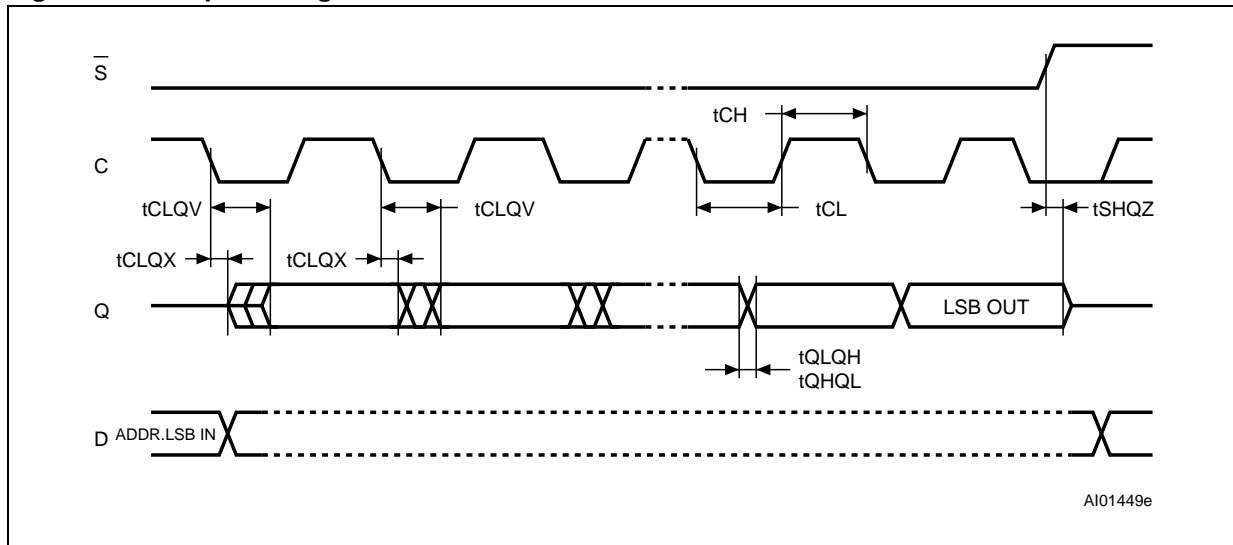 S
tCH
C
tCLQV
tCLQV
tCL
tSHQZ
tCLQX
tCLQX
Q
LSB OUT
tQLQH
tQHQL
D
ADDR.LSB IN
AI01449e